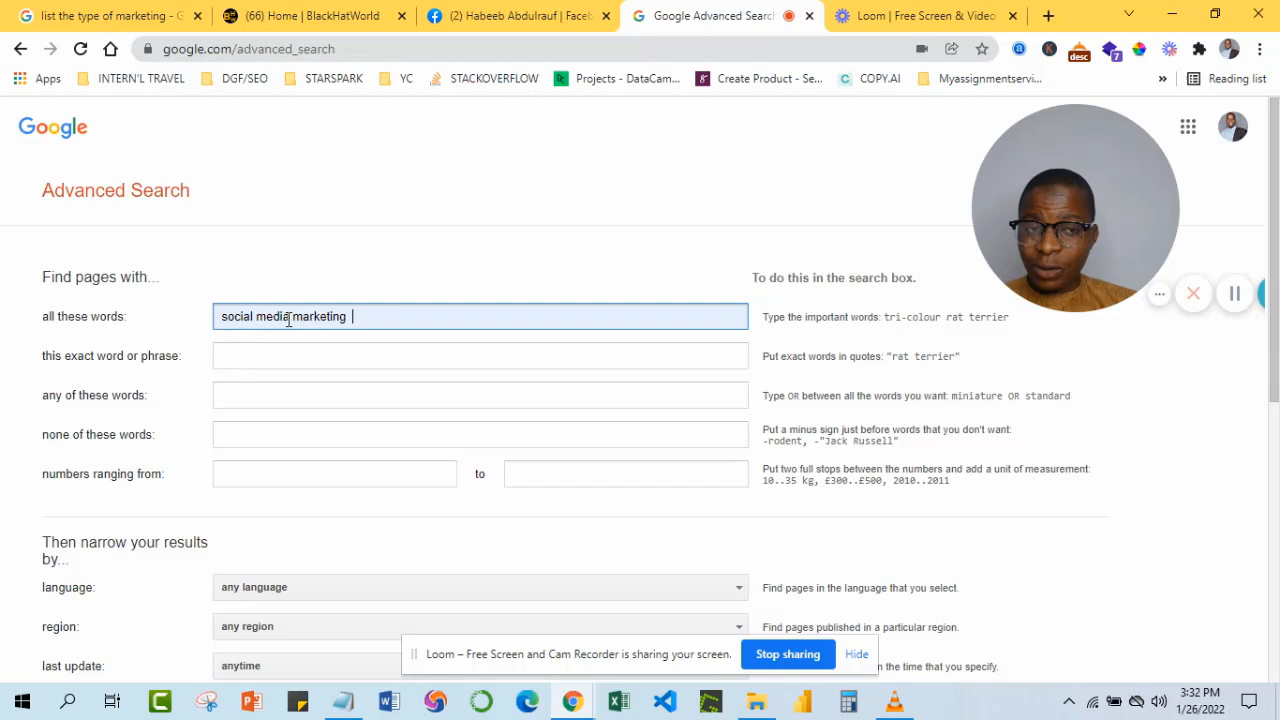 list the type of marketing - G
(66) Home | BlackHatWorld
(2) Habeeb Abdulrauf | Faceb
Google Advanced Search
Loom | Free Screen & Video
google.com/advanced_search
desc
7
Apps
INTERN'L TRAVEL
DGF/SEO
STARSPARK
YC
STACKOVERFLOW
Projects - DataCam...
Create Product - Se...
COPY.AI
Myassignmentservi...
»
Reading list
Google
Advanced Search
Find pages with...
To do this in the search box.
all these words:
social media marketing
Type the important words: tri-colour rat terrier
this exact word or phrase:
Put exact words in quotes: "rat terrier"
any of these words:
Type OR between all the words you want: miniature OR standard
none of these words:
Put a minus sign just before words that you don't want:
-rodent, -"Jack Russell"
numbers ranging from:
to
Put two full stops between the numbers and add a unit of measurement:
10..35 kg, £300..£500, 2010..2011
Then narrow your results
by...
language:
any language
Find pages in the language that you select.
region:
any region
Find pages published in a particular region.
last update:
anytime
n the time that you specify.
Loom – Free Screen and Cam Recorder is sharing your screen.
Stop sharing
Hide
3:32 PM
1/26/2022